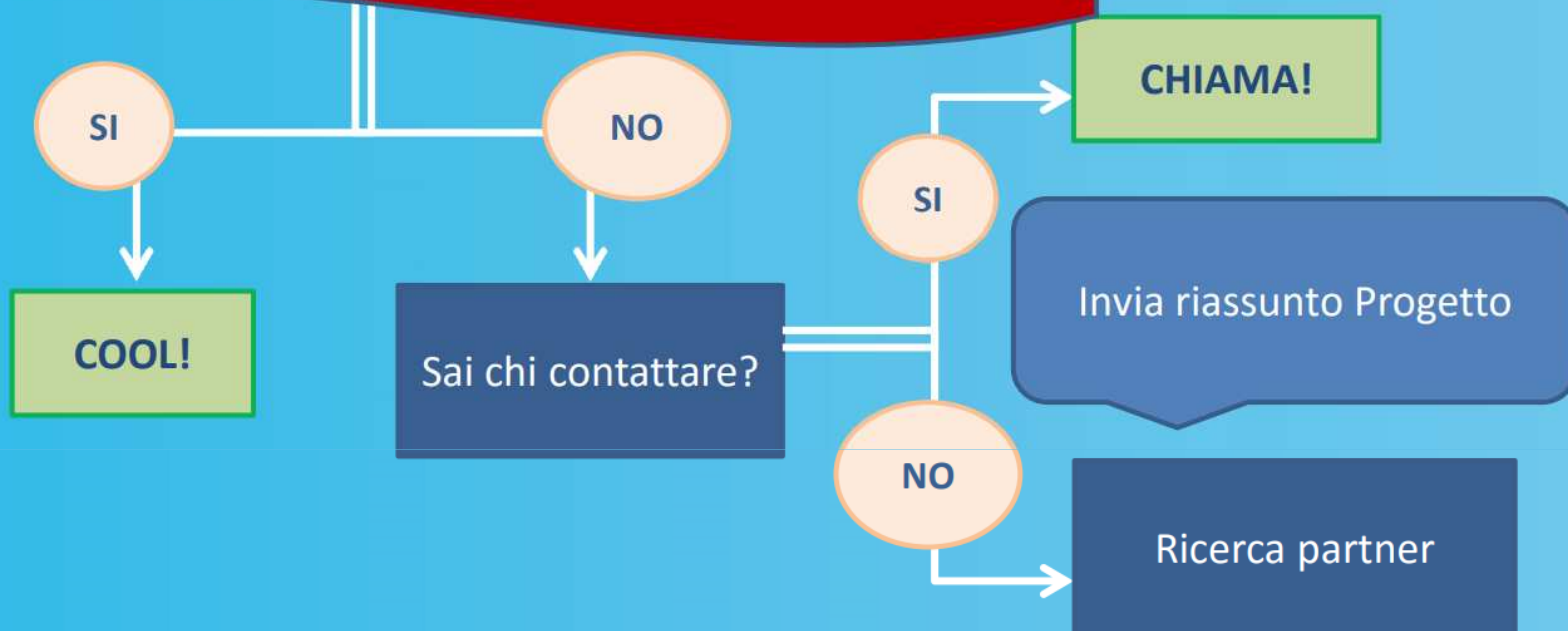 SI
NO
COOL!
Sai chi contattare?
SI
CHIAMA!
NO
Invia riassunto Progetto
Ricerca partner